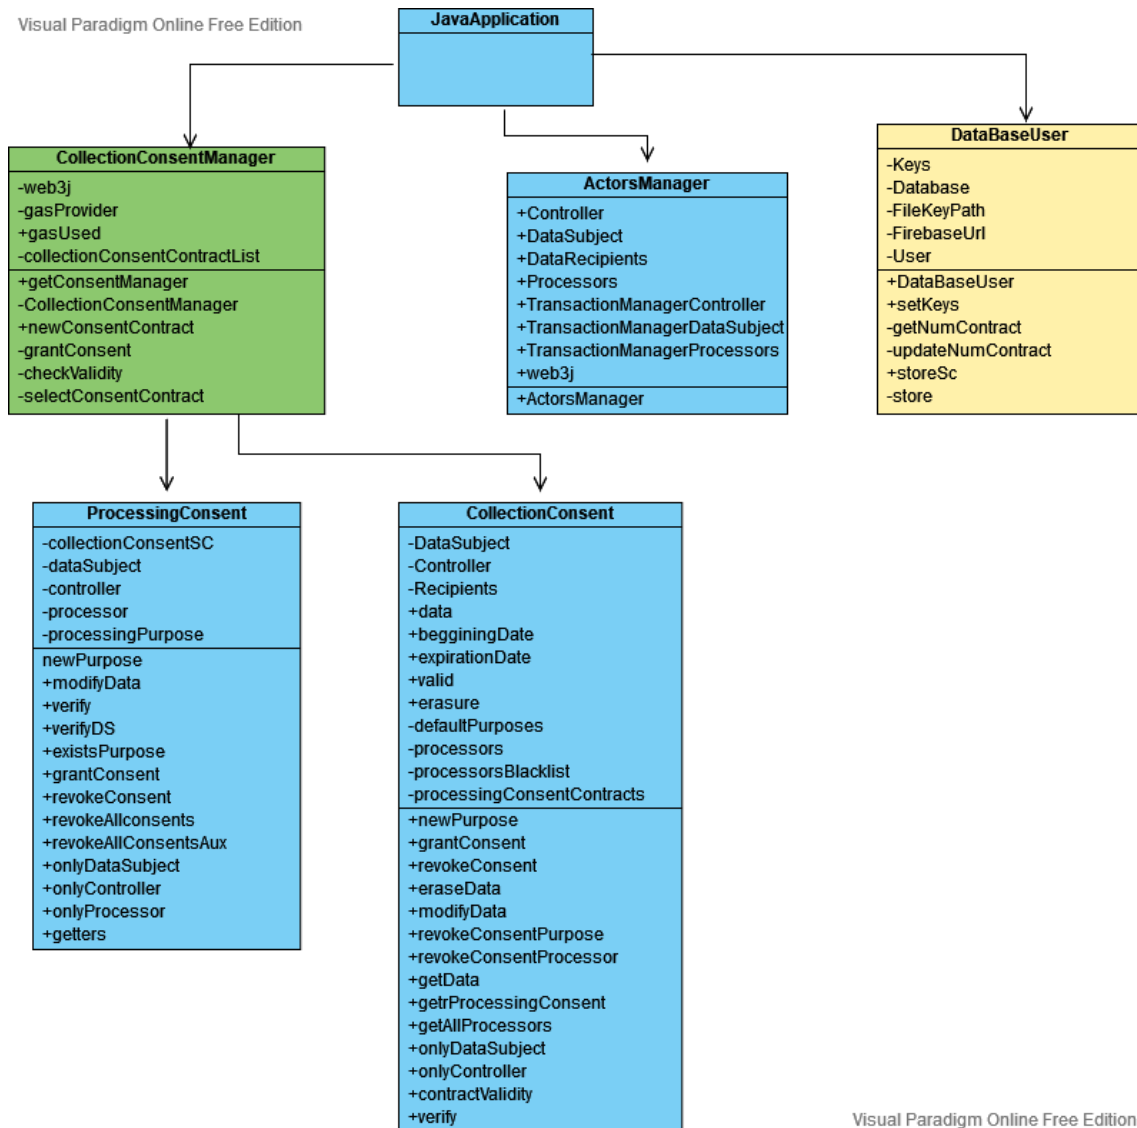 Visual Paradigm Online Free Edition
JavaApplication
CollectionConsentManager
-web3j
-gasProvider
+gasUsed
-collectionConsentContractList
+getConsentManager
-CollectionConsentManager
+newConsentContract
-grantConsent
-checkValidity
-selectConsentContract
ActorsManager
+Controller
+DataSubject
+DataRecipients
+Processors
+TransactionManagerController
+TransactionManagerDataSubject
+TransactionManagerProcessors
+web3j
+ActorsManager
DataBaseUser
-Keys
-Database
-FileKeyPath
-FirebaseUrl
-User
+DataBaseUser
+setKeys
-getNumContract
-updateNumContract
+storeSc
-store
ProcessingConsent
-collectionConsentSC
-dataSubject
-controller
-processor
-processingPurpose
newPurpose
+modifyData
+verify
+verifyDS
+existsPurpose
+grantConsent
+revokeConsent
+revokeAllconsents
+revokeAllConsentsAux
+onlyDataSubject
+onlyController
+onlyProcessor
+getters
CollectionConsent
-DataSubject
-Controller
-Recipients
+data
+beggriningDate
+expirationDate
+valid
+erasure
-defaultPurposes
-processors
-processorsBlacklist
-processingConsentContracts
+newPurpose
+grantConsent
+revokeConsent
+eraseData
+modifyData
+revokeConsentPurpose
+revokeConsentProcessor
+getData
+getrProcessingConsent
+getAllProcessors
+onlyDataSubject
+onlyController
+contractValidity
+verify
Visual Paradigm Online Free Edition